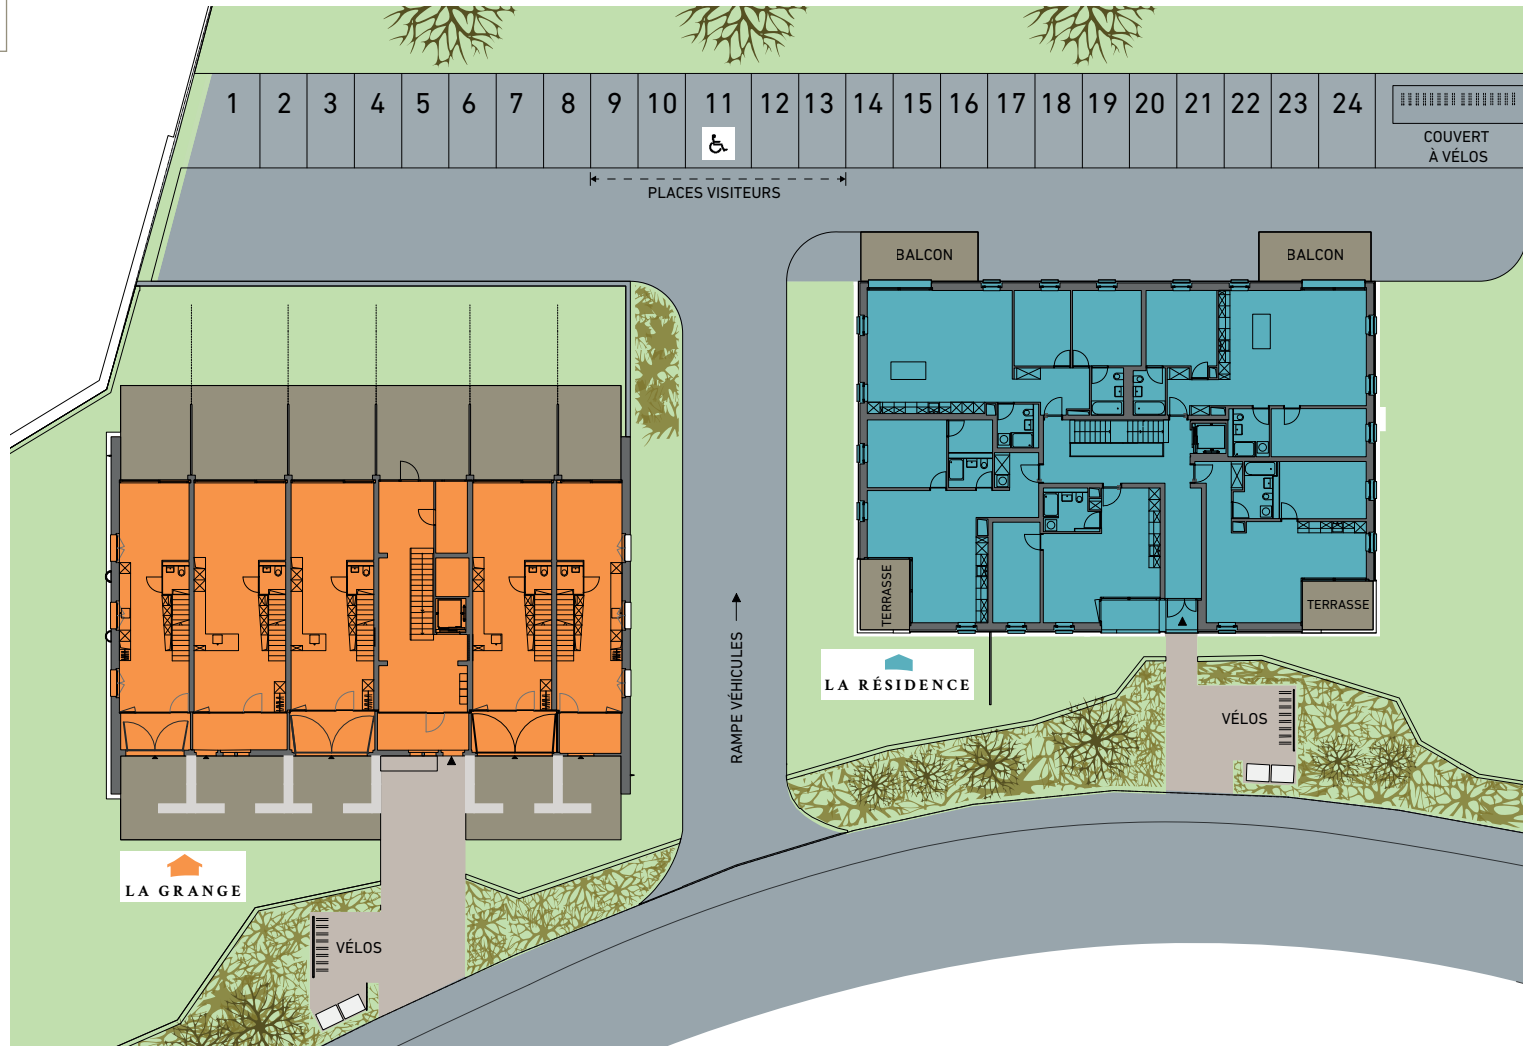 1 2 3 4 5 6 7 8 9 10 11 12 13 14 15 16 17 18 19 20 21 22 23 24
COUVERT
À VÉLOS
PLACES VISITEURS
BALCON
BALCON
TERRASSE
TERRASSE
RAMPE VÉHICULES
LA RÉSIDENCE
VÉLOS
LA GRANGE
VÉLOS